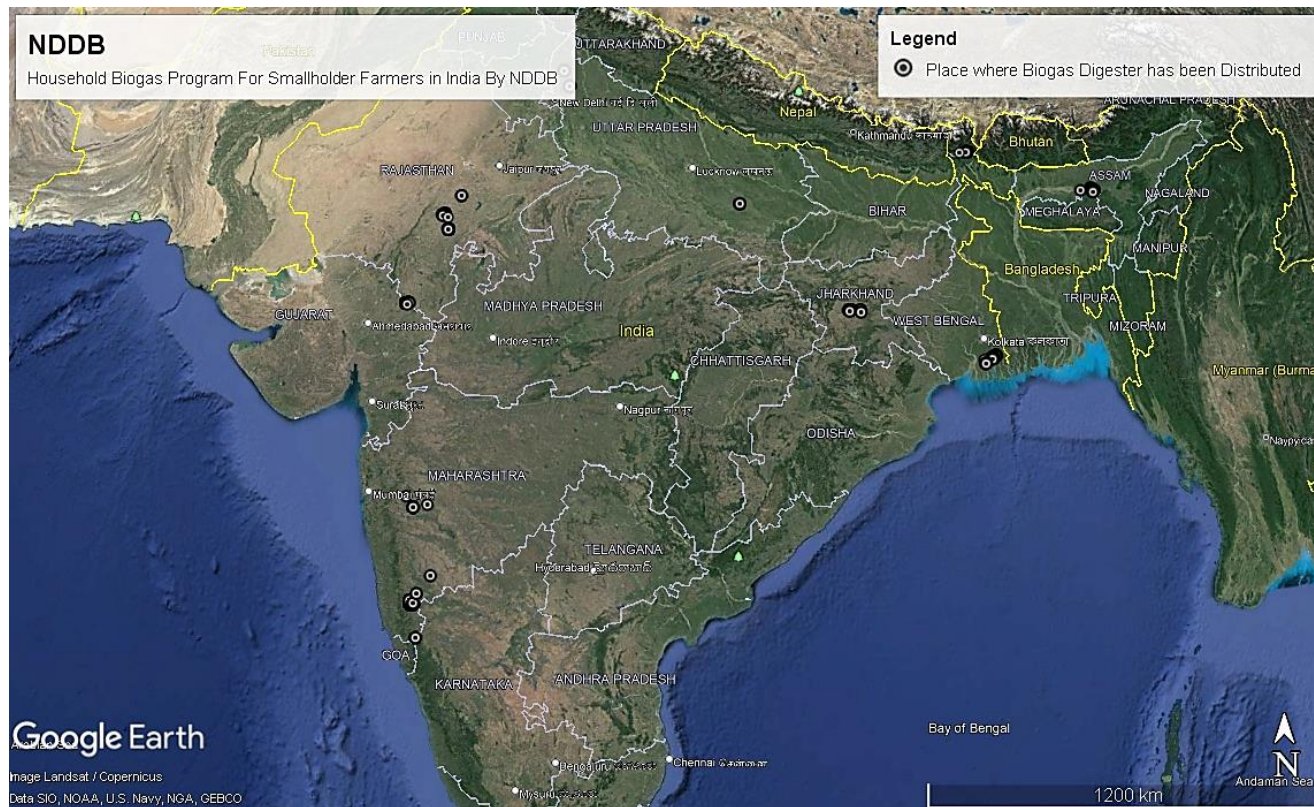 NDDB
Household Biogas Program For Smallholder Farmers in India By NDDB
Legend
Place where Biogas Digester has been Distributed
PUNJAB
Pakistan
UTTARAKHAND
ARUNACHAL PRADESH
New Delhi
UTTAR PRADESH
Nepal
Kathmandu
Bhutan
RAJASTHAN
Jaipur
Lucknow
ASSAM
NAGALAND
BIHAR
MEGHALAYA
MANIPUR
Bangladesh
GUJARAT
MADHYA PRADESH
JHARKHAND
TRIPURA
Ahmedabad
India
WEST BENGAL
MIZORAM
Indore
Kolkata
CHHATTISGARH
Myanmar (Burma
Surat
Nagpur
ODISHA
Naypyida
MAHARASHTRA
Mumbai
TELANGANA
Hyderabad
GOA
KARNATAKA
ANDHRA PRADESH
Google Earth
Bay of Bengal
N
Bengaluru
Chennai
Image Landsat / Copernicus
Andaman Sea
Mysuru
1200 km
Data SIO, NOAA, U.S. Navy, NGA, GEBCO